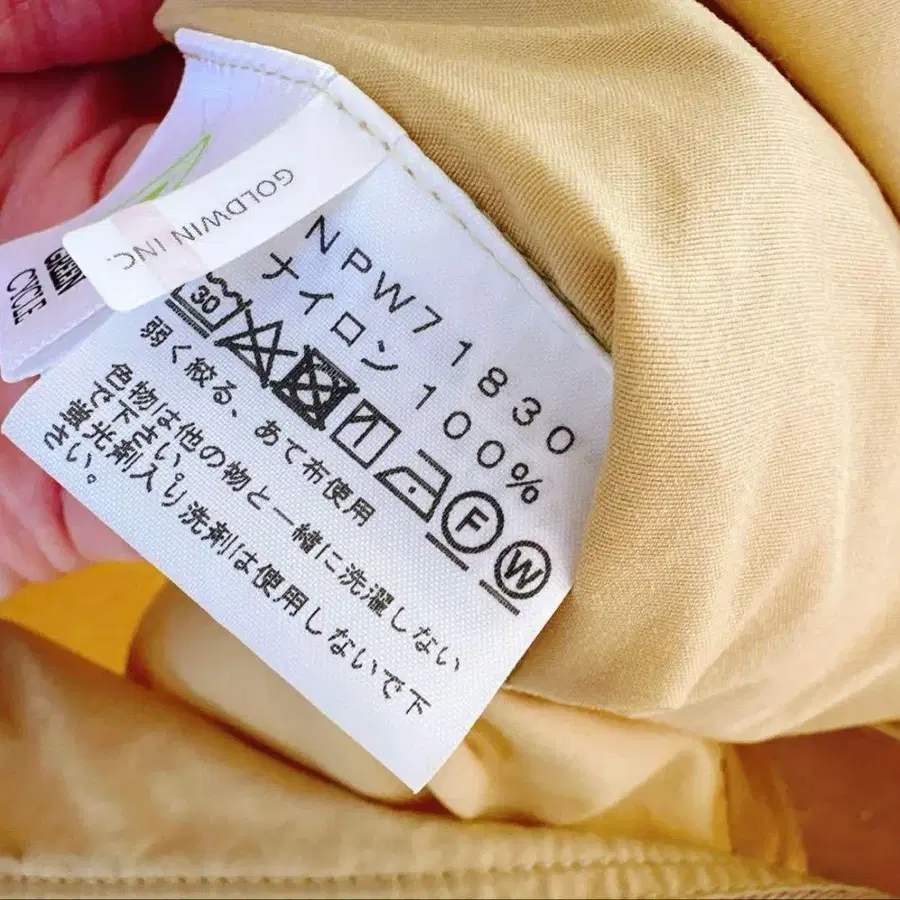 GOLDWIN INC.
GREEN
CYCLE
NPW71830
ナイロン100%
30 F W
弱く絞る、あて布使用
色物は他の物と一緒に洗濯しない
で下さい。
蛍光剤入り洗剤は使用しないで下
さい。